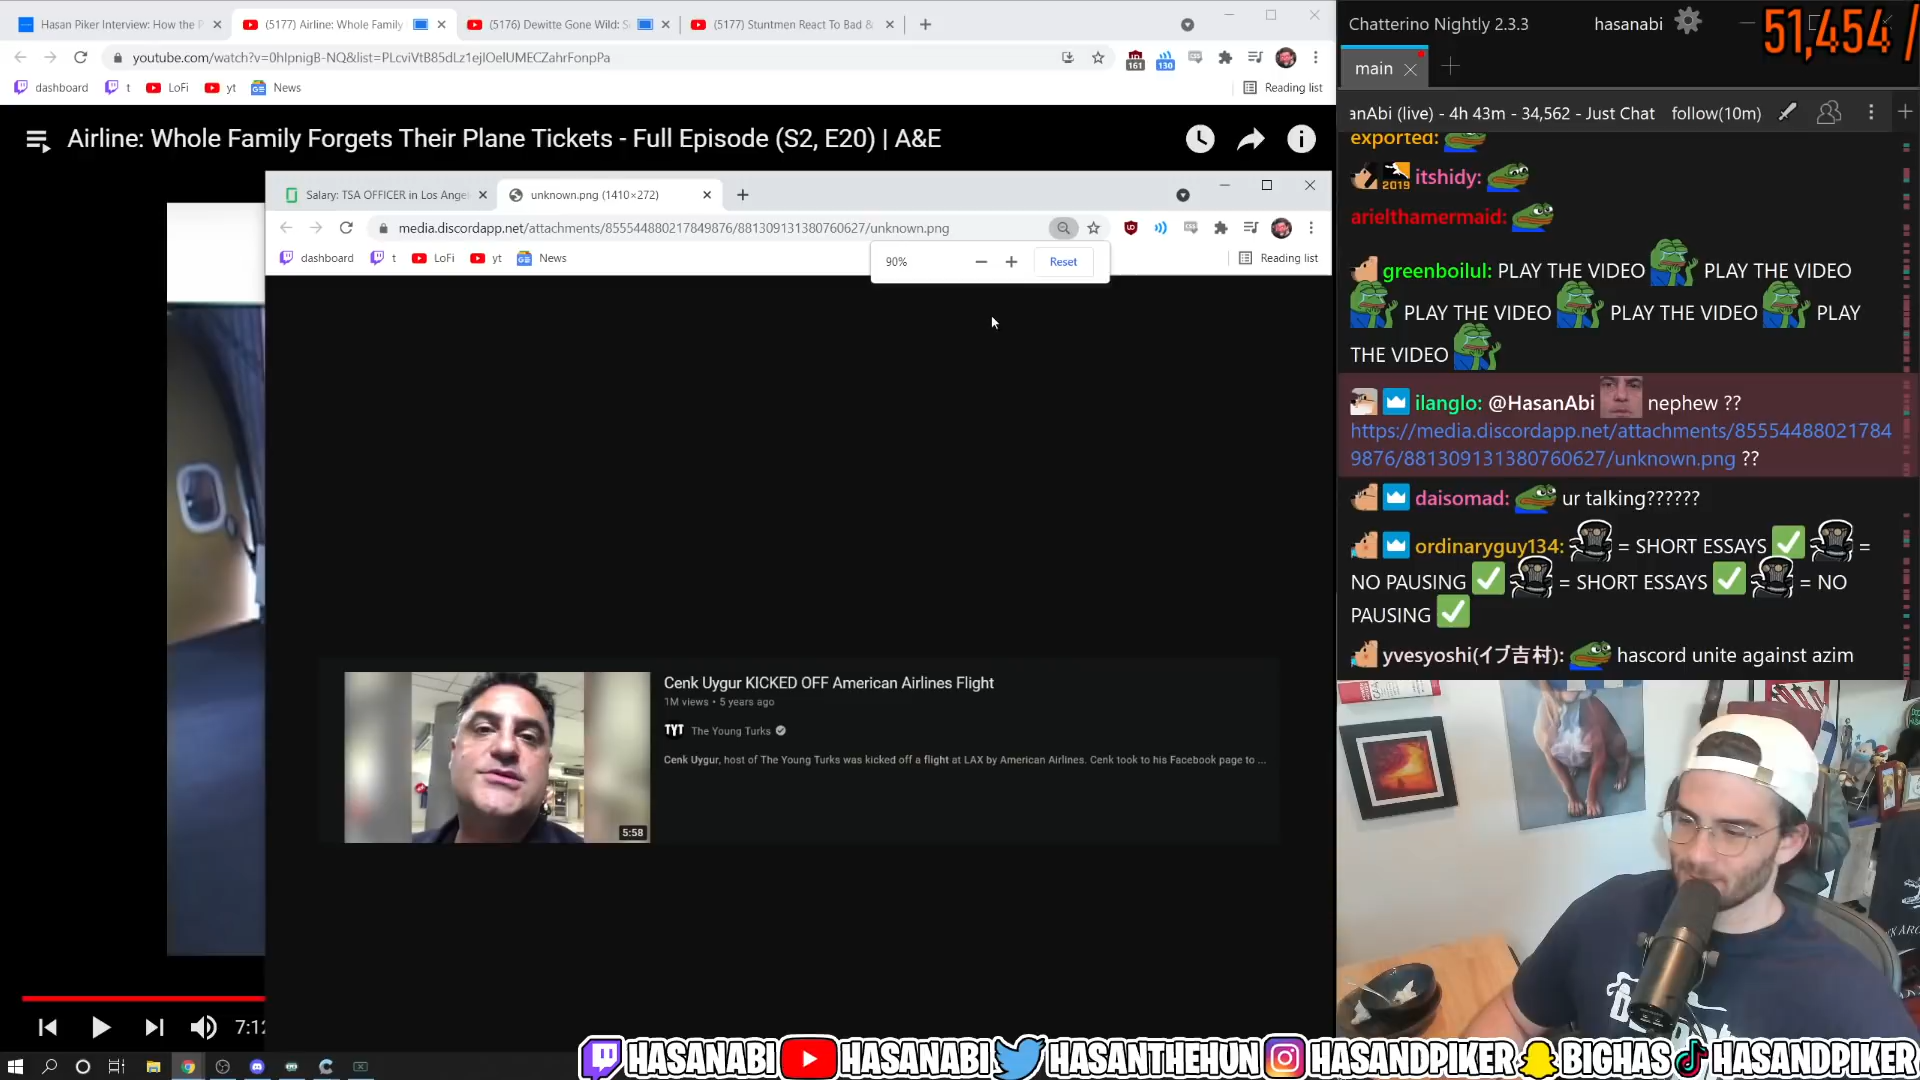 Hasan Piker Interview: How the P
(5177) Airline: Whole Family
(5176) Dewitte Gone Wild: S
(5177) Stuntmen React To Bad &
youtube.com/watch?v=0hIpnigB-NQ&list=PLcviVtB85dLz1ejlOelUMECZahrFonpPa
161
130
dashboard
t
LoFi
yt
News
Reading list
Airline: Whole Family Forgets Their Plane Tickets - Full Episode (S2, E20) | A&E
Salary: TSA OFFICER in Los Angel
unknown.png (1410×272)
media.discordapp.net/attachments/855544880217849876/881309131380760627/unknown.png
dashboard
t
LoFi
yt
News
Reading list
90%
Reset
Cenk Uygur KICKED OFF American Airlines Flight
1M views • 5 years ago
TYT The Young Turks
Cenk Uygur, host of The Young Turks was kicked off a flight at LAX by American Airlines. Cenk took to his Facebook page to ...
5:58
7:12
Chatterino Nightly 2.3.3
hasanabi
51,454 /
main
anAbi (live) - 4h 43m - 34,562 - Just Chat
follow(10m)
exported:
2019 itshidy:
arielthamermaid:
greenboilul: PLAY THE VIDEO PLAY THE VIDEO
PLAY THE VIDEO PLAY THE VIDEO PLAY
THE VIDEO
ilanglo: @HasanAbi nephew ??
https://media.discordapp.net/attachments/85554488021784
9876/881309131380760627/unknown.png ??
daisomad: ur talking??????
ordinaryguy134: = SHORT ESSAYS =
NO PAUSING = SHORT ESSAYS = NO
PAUSING
yvesyoshi(イブ吉村): hascord unite against azim
HASANABI
HASANABI
HASANTHEHUN
HASANDPIKER
BIGHAS
HASANDPIKER